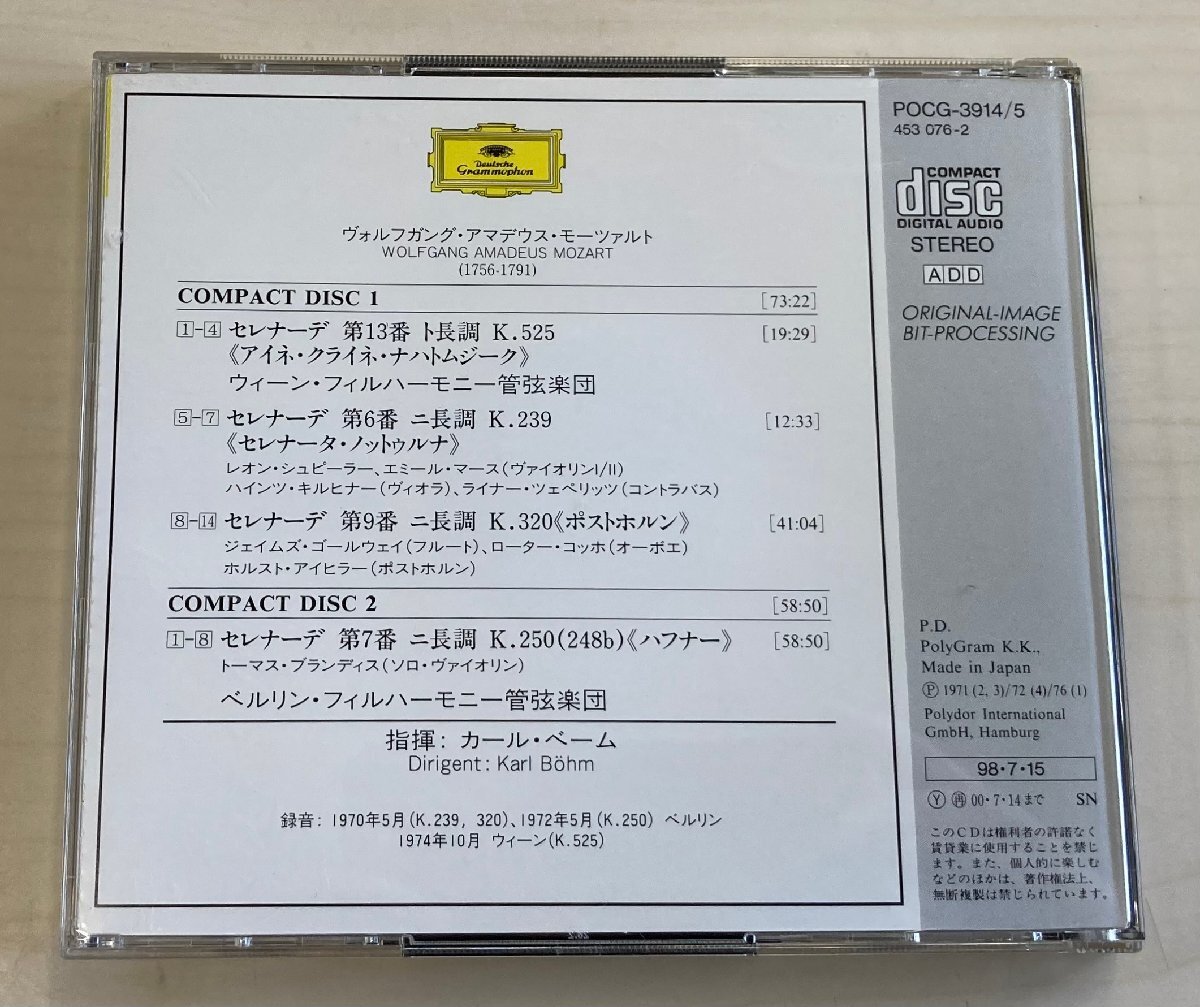 Deutsche
Grammophon
ヴォルフガング・アマデウス・モーツァルト
WOLFGANG AMADEUS MOZART
(1756-1791)
COMPACT DISC 1 [73:22]
1-4 セレナーデ 第13番 ト長調 K.525 [19:29]
《アイネ・クライネ・ナハトムジーク》
ウィーン・フィルハーモニー管弦楽団
5-7 セレナーデ 第6番 ニ長調 K.239 [12:33]
《セレナータ・ノットゥルナ》
レオン・シュピーラー、エミール・マース(ヴァイオリンI/II)
ハインツ・キルヒナー(ヴィオラ)、ライナー・ツェペリッツ(コントラバス)
8-14 セレナーデ 第9番 ニ長調 K.320《ポストホルン》 [41:04]
ジェイムズ・ゴールウェイ(フルート)、ローター・コッホ(オーボエ)
ホルスト・アイヒラー(ポストホルン)
COMPACT DISC 2 [58:50]
1-8 セレナーデ 第7番 ニ長調 K.250(248b)《ハフナー》 [58:50]
トーマス・ブランディス(ソロ・ヴァイオリン)
ベルリン・フィルハーモニー管弦楽団
指揮: カール・ベーム
Dirigent: Karl Böhm
録音: 1970年5月(K.239, 320)、1972年5月(K.250) ベルリン
1974年10月 ウィーン(K.525)
POCG-3914/5
453 076-2
COMPACT
disc
DIGITAL AUDIO
STEREO
ADD
ORIGINAL-IMAGE
BIT-PROCESSING
P.D.
PolyGram K.K.,
Made in Japan
Ⓟ 1971 (2, 3)/72 (4)/76 (1)
Polydor International
GmbH, Hamburg
98・7・15
Ⓨ ㊢ 00・7・14まで SN
このCDは権利者の許諾なく
賃貸業に使用することを禁じ
ます。また、個人的に楽しむ
などのほかは、著作権法上、
無断複製は禁じられています。